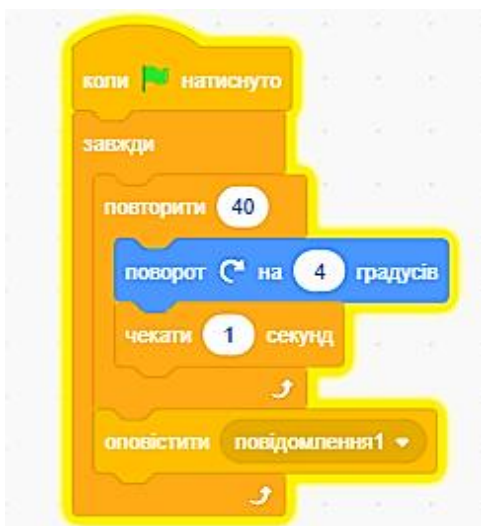 коли натиснуто
завжди
повторити 40
поворот на 4 градусів
чекати 1 секунд
оповістити повідомлення1